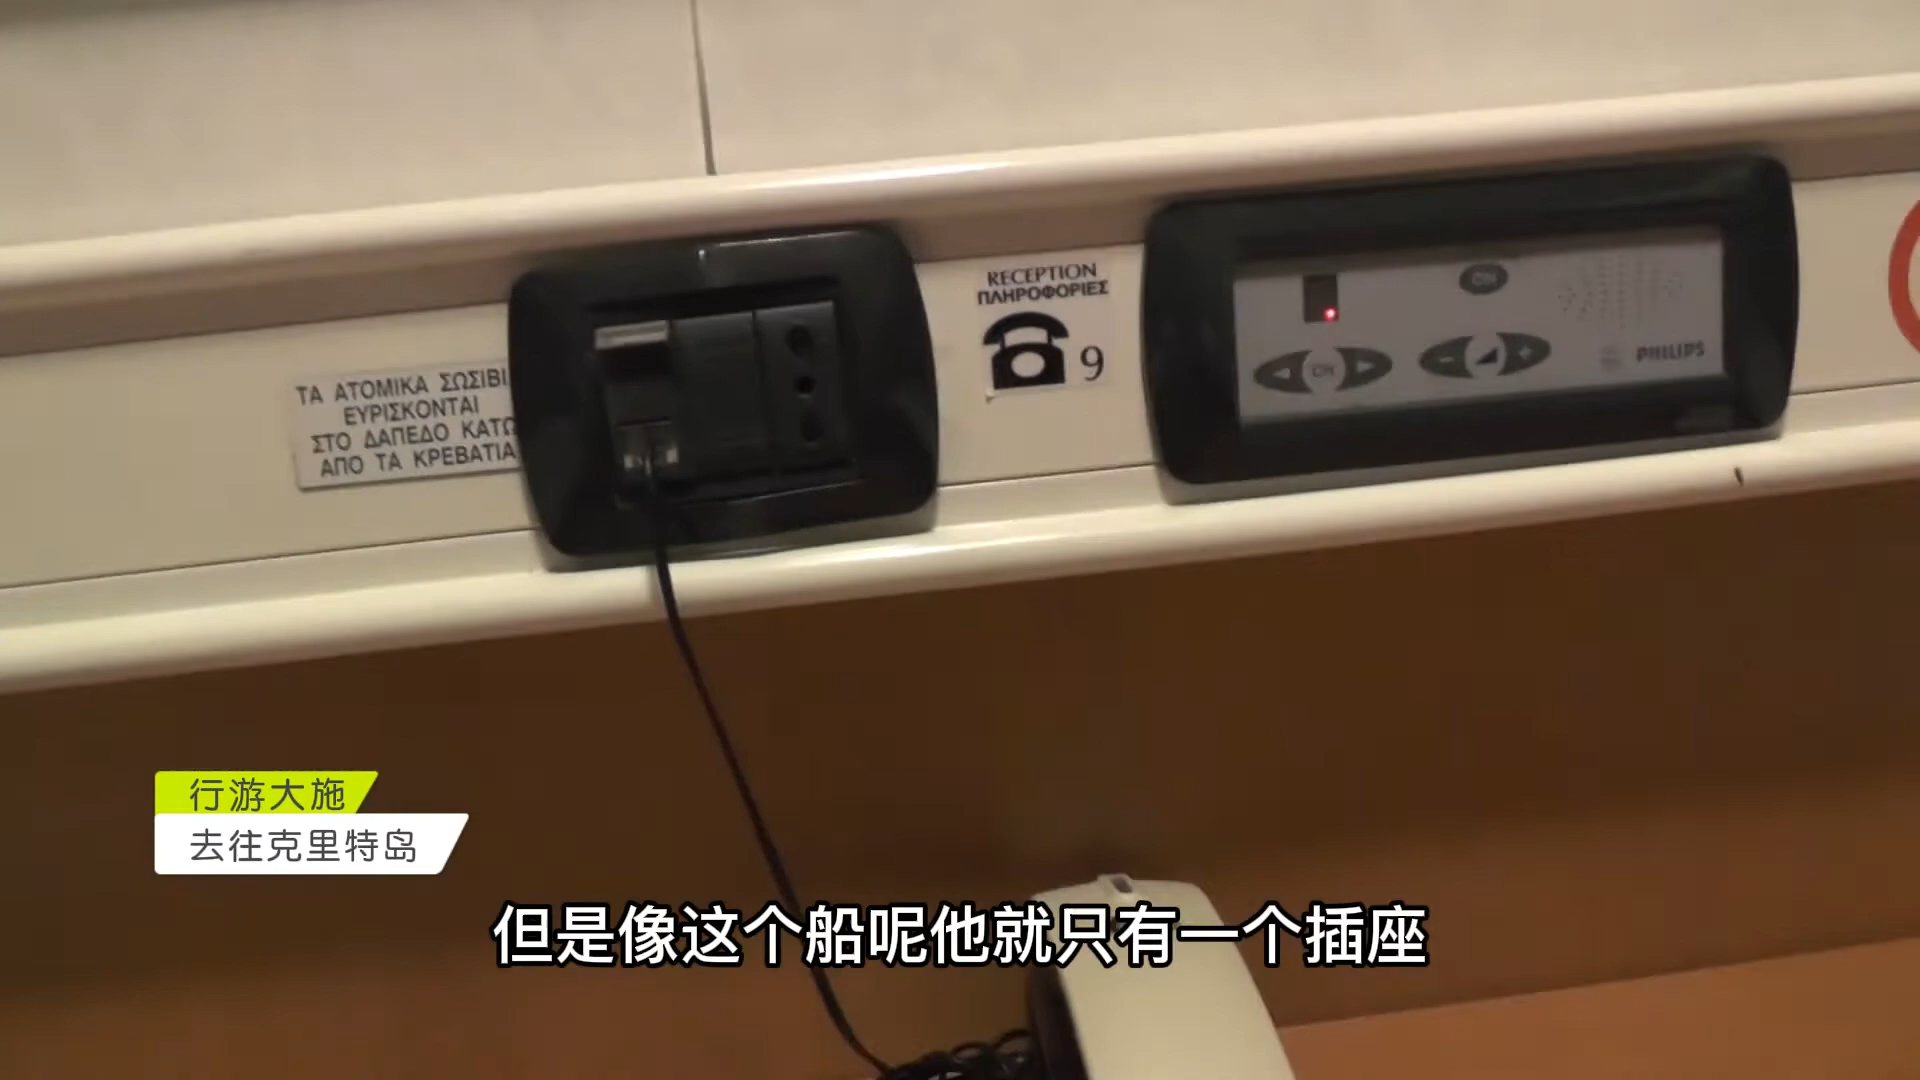 RECEPTION
ΠΛΗΡΟΦΟΡΙΕΣ
9
ΤΑ ΑΤΟΜΙΚΑ ΣΩΣΙΒΙ
ΕΥΡΙΣΚΟΝΤΑΙ
ΣΤΟ ΔΑΠΕΔΟ ΚΑΤΩ
ΑΠΟ ΤΑ ΚΡΕΒΑΤΙΑ
CH
PHILIPS
行游大施
去往克里特岛
但是像这个船呢他就只有一个插座